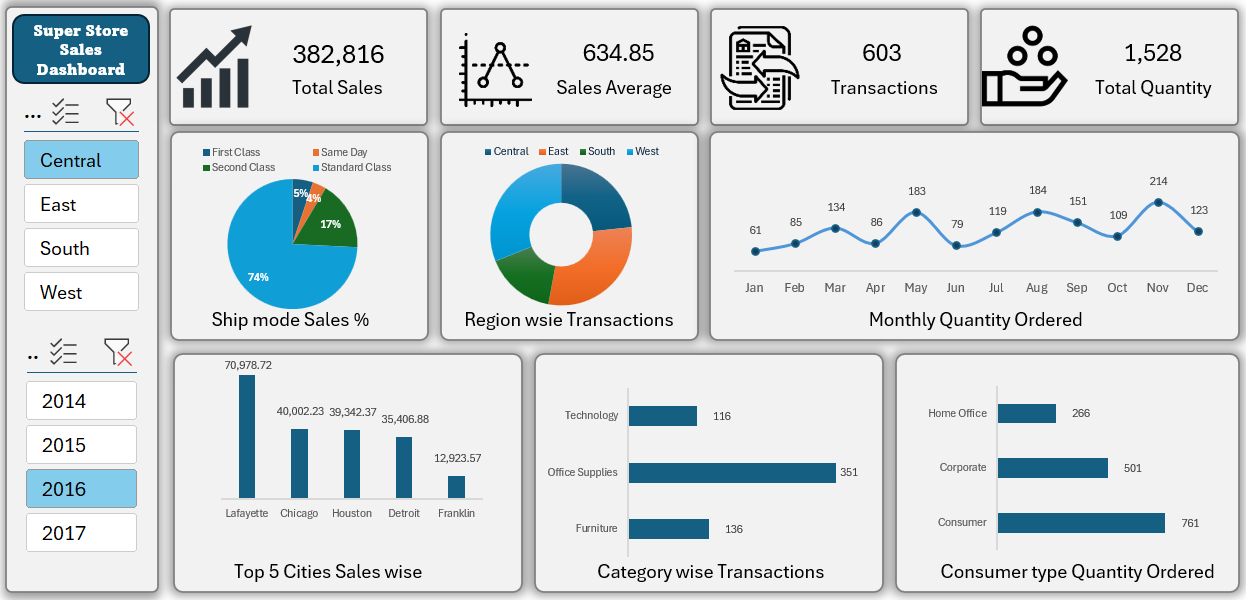 Super Store
Sales
Dashboard
...
Central
East
South
West
..
2014
2015
2016
2017
382,816
Total Sales
634.85
Sales Average
603
Transactions
1,528
Total Quantity
First Class
Same Day
Second Class
Standard Class
5%
4%
17%
74%
Ship mode Sales %
Central East South West
Region wsie Transactions
61 85 134 86 183 79 119 184 151 109 214 123
Jan Feb Mar Apr May Jun Jul Aug Sep Oct Nov Dec
Monthly Quantity Ordered
70,978.72
40,002.23 39,342.37 35,406.88
12,923.57
Lafayette Chicago Houston Detroit Franklin
Top 5 Cities Sales wise
Technology 116
Office Supplies 351
Furniture 136
Category wise Transactions
Home Office 266
Corporate 501
Consumer 761
Consumer type Quantity Ordered